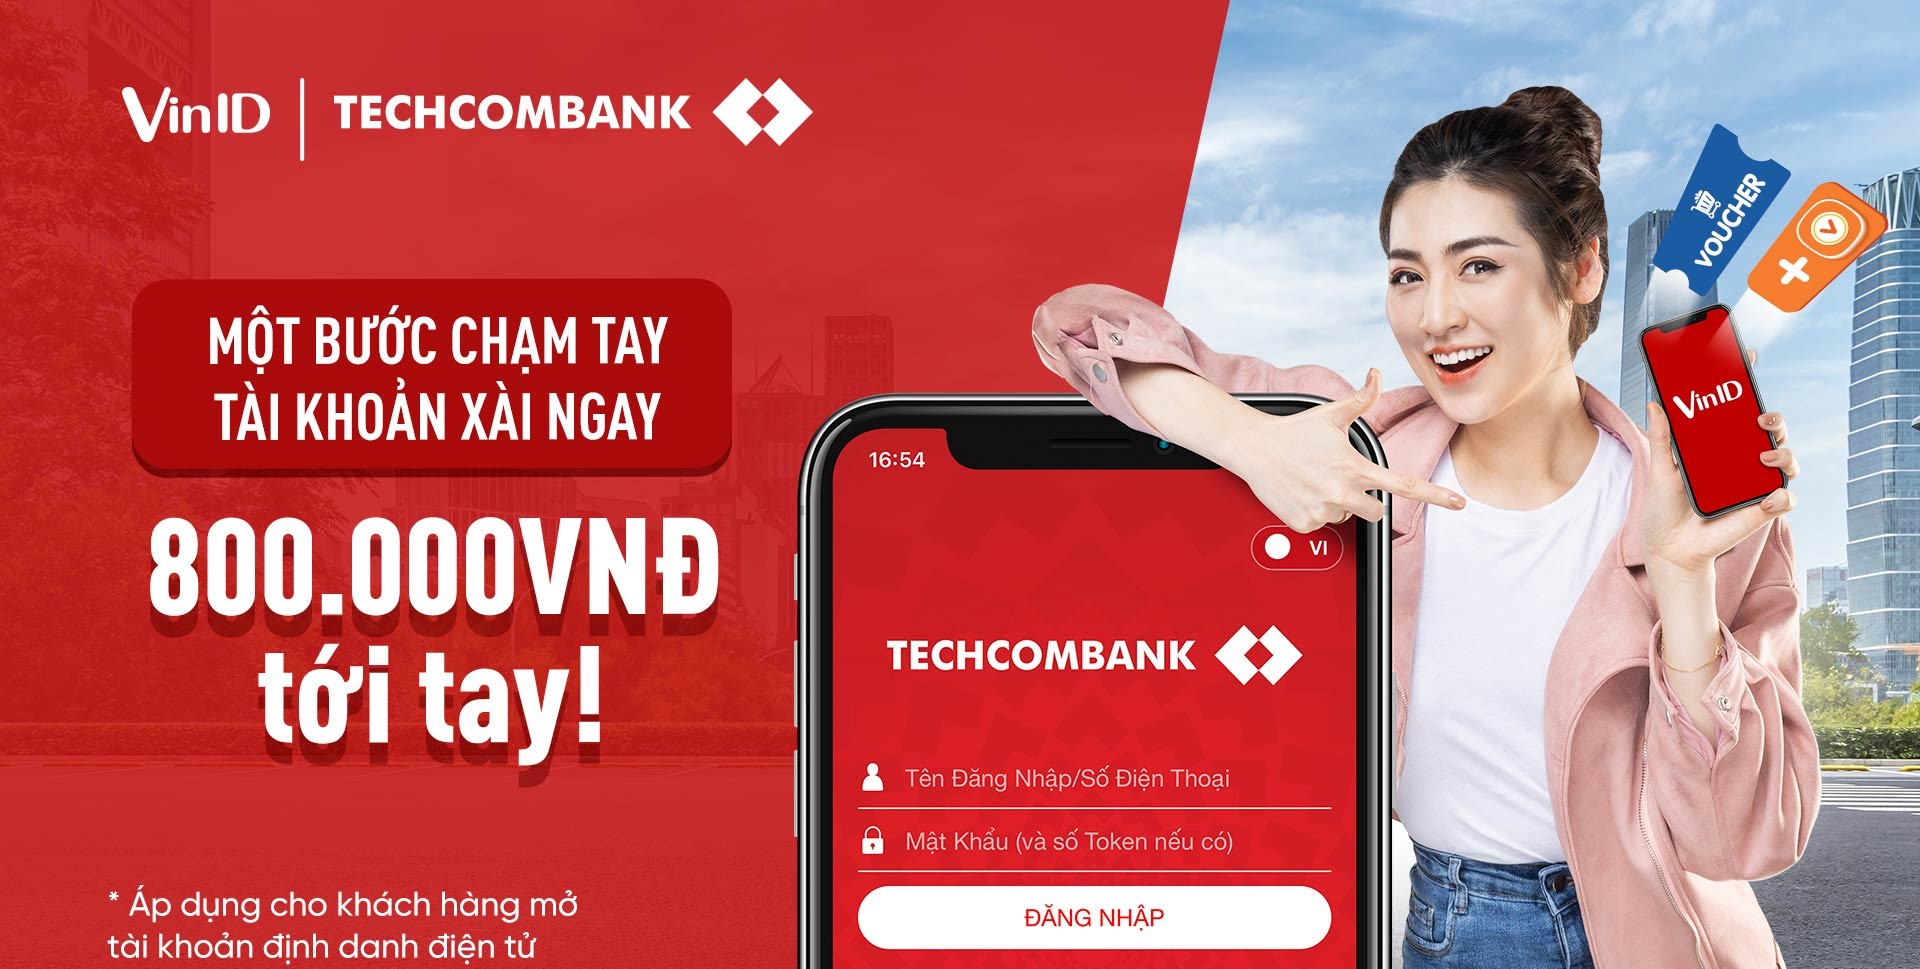 VinID | TECHCOMBANK
MỘT BƯỚC CHẠM TAY
TÀI KHOẢN XÀI NGAY
800.000VNĐ
tới tay!
* Áp dụng cho khách hàng mở
tài khoản định danh điện tử
16:54
VI
TECHCOMBANK
Tên Đăng Nhập/Số Điện Thoại
Mật Khẩu (và số Token nếu có)
ĐĂNG NHẬP
VOUCHER
+ V
VinID